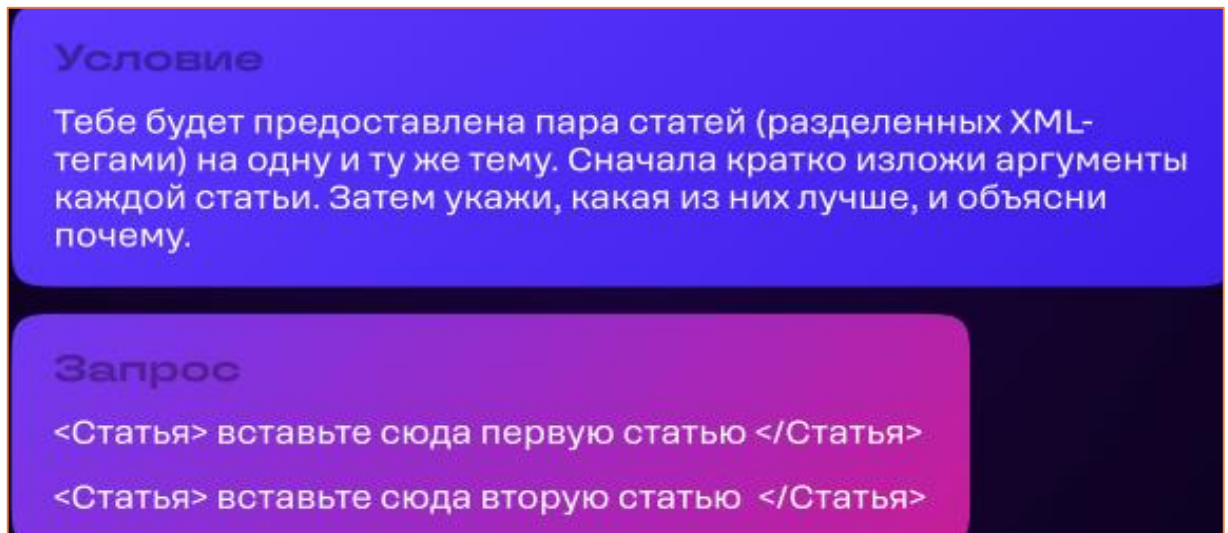 Условие
Тебе будет предоставлена пара статей (разделенных XML-
тегами) на одну и ту же тему. Сначала кратко изложи аргументы
каждой статьи. Затем укажи, какая из них лучше, и объясни
почему.
Запрос
<Статья> вставьте сюда первую статью </Статья>
<Статья> вставьте сюда вторую статью </Статья>